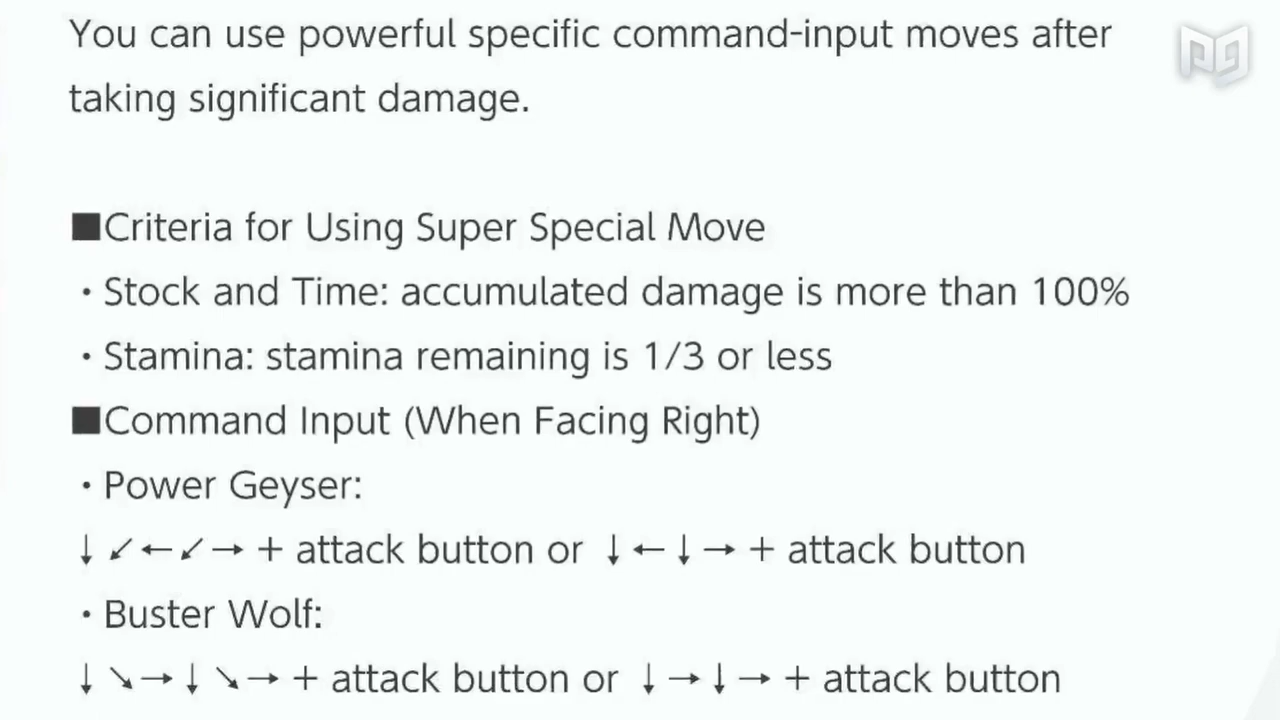 You can use powerful specific command-input moves after
taking significant damage.
■Criteria for Using Super Special Move
・Stock and Time: accumulated damage is more than 100%
・Stamina: stamina remaining is 1/3 or less
■Command Input (When Facing Right)
・Power Geyser:
↓↙←↙→ + attack button or ↓←↓→ + attack button
・Buster Wolf:
↓↘→↓↘→ + attack button or ↓→↓→ + attack button